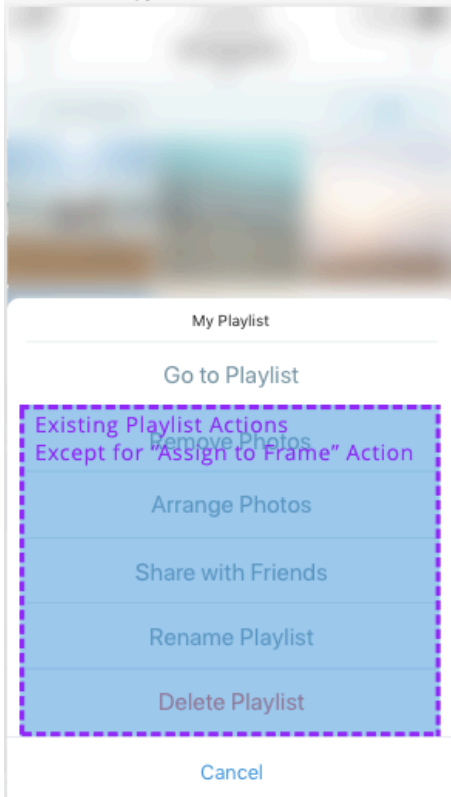 My Playlist
Go to Playlist
Existing Playlist Actions
Remove Photos
Except for "Assign to Frame" Action
Arrange Photos
Share with Friends
Rename Playlist
Delete Playlist
Cancel